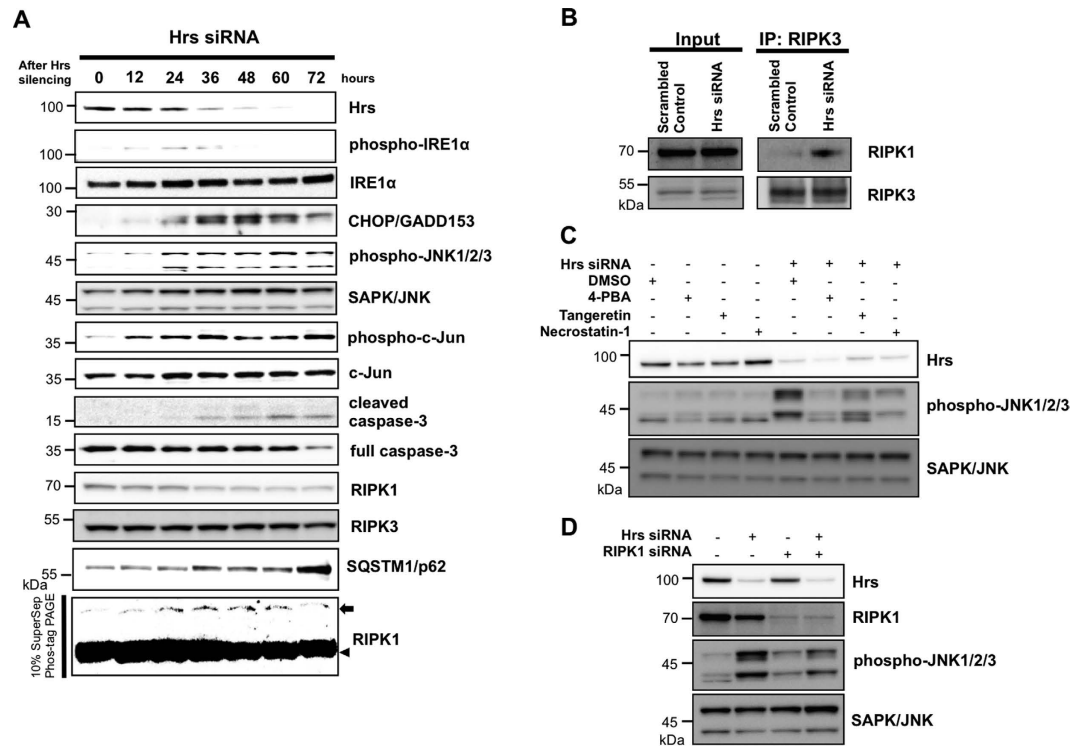 A
Hrs siRNA
After Hrs
silencing
0 12 24 36 48 60 72 hours
100 Hrs
100 phospho-IRE1α
100 IRE1α
30 CHOP/GADD153
45 phospho-JNK1/2/3
45 SAPK/JNK
35 phospho-c-Jun
35 c-Jun
15 cleaved
caspase-3
35 full caspase-3
70 RIPK1
55 RIPK3
55 SQSTM1/p62
kDa
10% SuperSep
Phos-tag PAGE
RIPK1
B
Input IP: RIPK3
Scrambled
Control
Hrs siRNA
Scrambled
Control
Hrs siRNA
70 RIPK1
55 RIPK3
kDa
C
Hrs siRNA - - - - + + + +
DMSO + - - - + - - -
4-PBA - + - - - + - -
Tangeretin - - + - - - + -
Necrostatin-1 - - - + - - - +
100 Hrs
45 phospho-JNK1/2/3
45 SAPK/JNK
kDa
D
Hrs siRNA - + - +
RIPK1 siRNA - - + +
100 Hrs
70 RIPK1
45 phospho-JNK1/2/3
45 SAPK/JNK
kDa